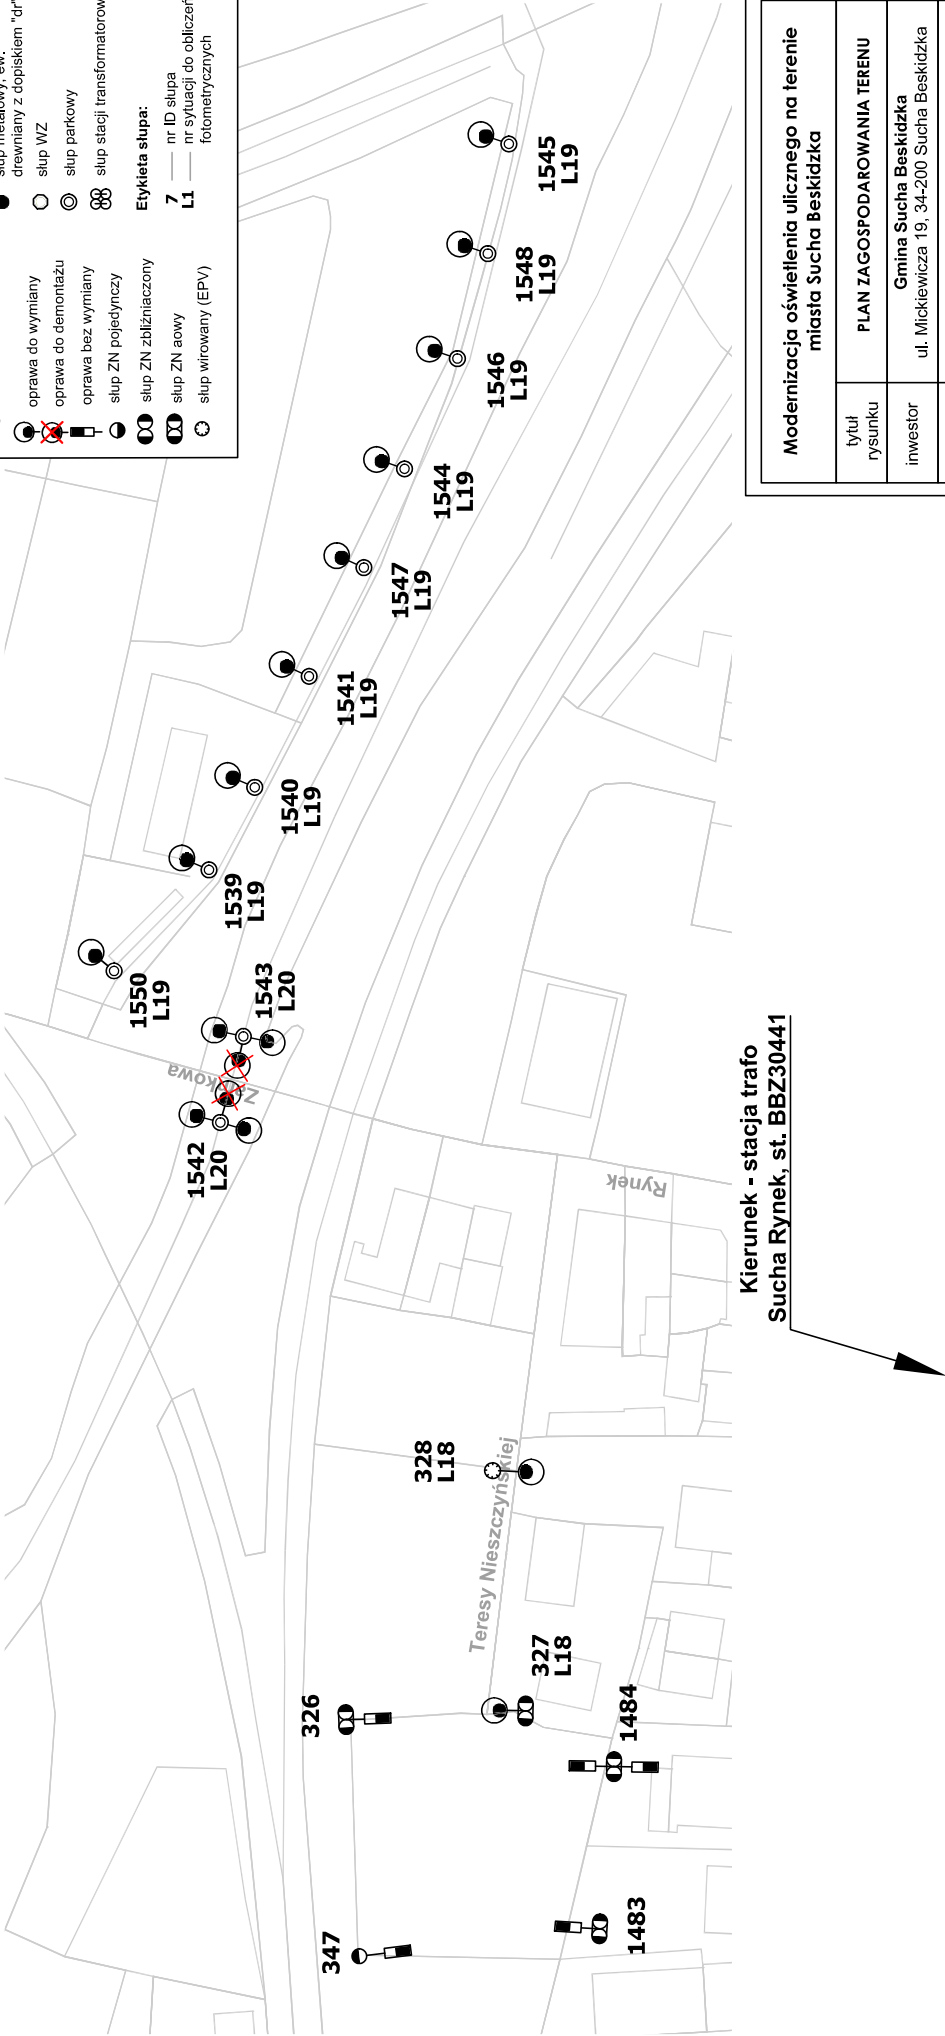 słup metalowy, ew.
drewniany z dopiskiem "dr"
słup WZ
słup parkowy
słup stacji transformatorow
Etykieta słupa:
7
L1
nr ID słupa
nr sytuacji do obliczeń
fotometrycznych
oprawa do wymiany
oprawa do demontażu
oprawa bez wymiany
słup ZN pojedynczy
słup ZN zbliźniaczony
słup ZN aowy
słup wirowany (EPV)
Modernizacja oświetlenia ulicznego na terenie
miasta Sucha Beskidzka
tytuł
rysunku
PLAN ZAGOSPODAROWANIA TERENU
inwestor
Gmina Sucha Beskidzka
ul. Mickiewicza 19, 34-200 Sucha Beskidzka
1545
L19
1548
L19
1546
L19
1544
L19
1547
L19
1541
L19
1540
L19
1539
L19
1550
L19
1543
L20
Zamkowa
1542
L20
Rynek
Kierunek - stacja trafo
Sucha Rynek, st. BBZ30441
328
L18
Teresy Nieszczyńskiej
327
L18
326
1484
347
1483